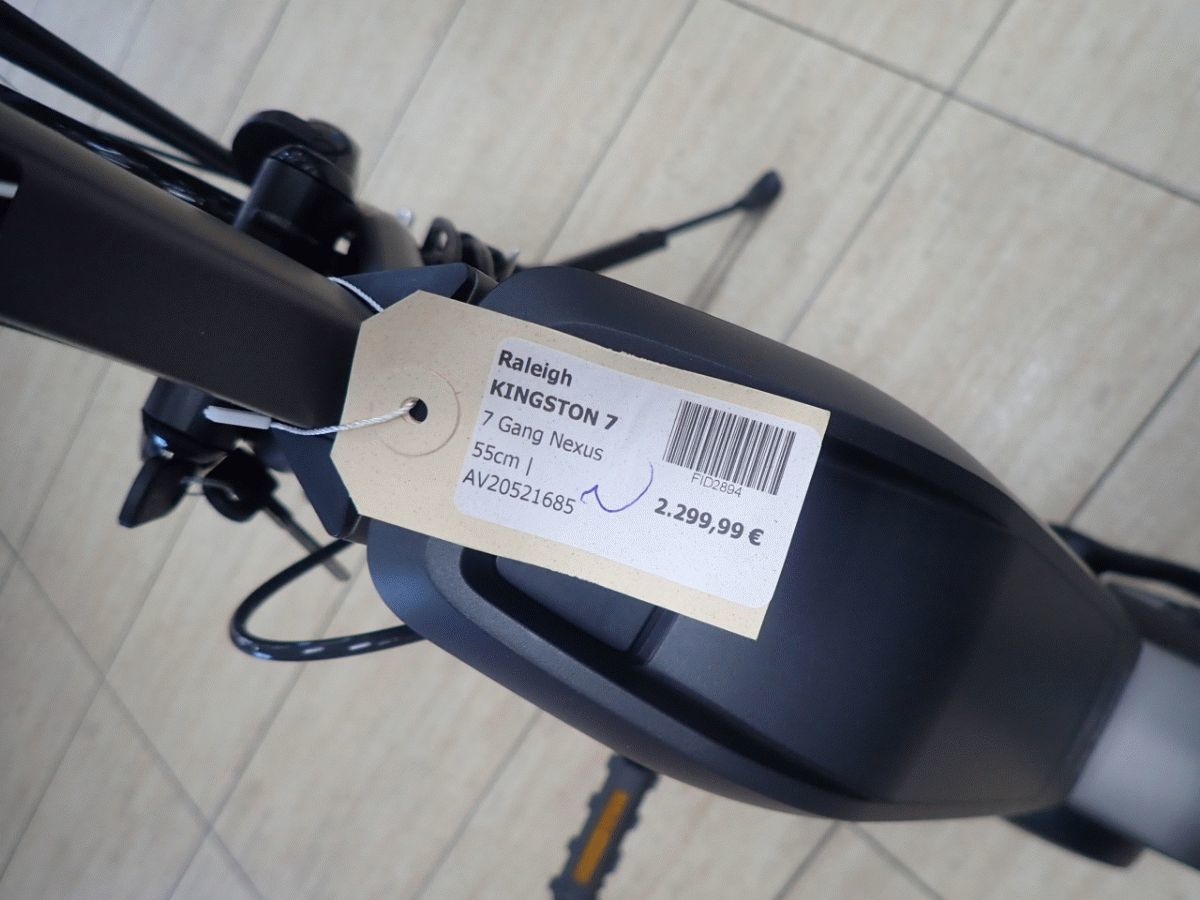 Raleigh
KINGSTON 7
7 Gang Nexus
55cm |
AV20521685
FID2894
2.299,99 €